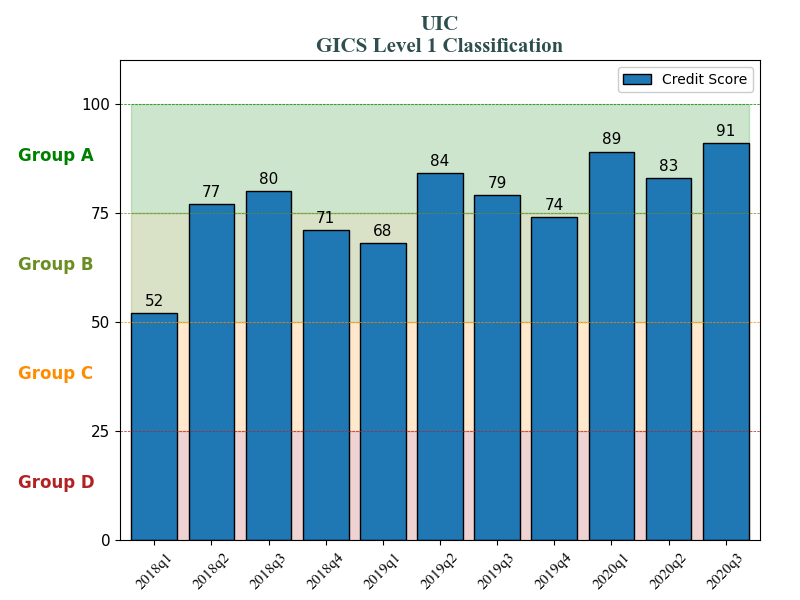 UIC
GICS Level 1 Classification
Credit Score
100
75
50
25
0
Group A
Group B
Group C
Group D
52
77
80
71
68
84
79
74
89
83
91
2018q1
2018q2
2018q3
2018q4
2019q1
2019q2
2019q3
2019q4
2020q1
2020q2
2020q3